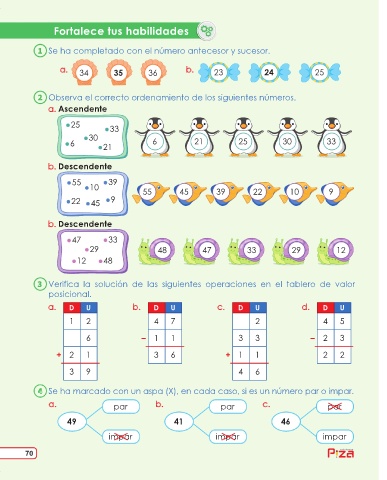 Fortalece tus habilidades
1 Se ha completado con el número antecesor y sucesor.
a. 34 35 36 b. 23 24 25
2 Observa el correcto ordenamiento de los siguientes números.
a. Ascendente
25 33
30
6 21
6 21 25 30 33
b. Descendente
55 39
10
22 45 9
55 45 39 22 10 9
b. Descendente
47 33
29
12 48
48 47 33 29 12
3 Verifica la solución de las siguientes operaciones en el tablero de valor
posicional.
a. D U b. D U c. D U d. D U
1 2 4 7 2 4 5
6 - 1 1 3 3 - 2 3
+ 2 1 3 6 + 1 1 2 2
3 9 4 6
4 Se ha marcado con un aspa (X), en cada caso, si es un número par o impar.
a. par b. par c. par
49 41 46
impar impar impar
70 Piza